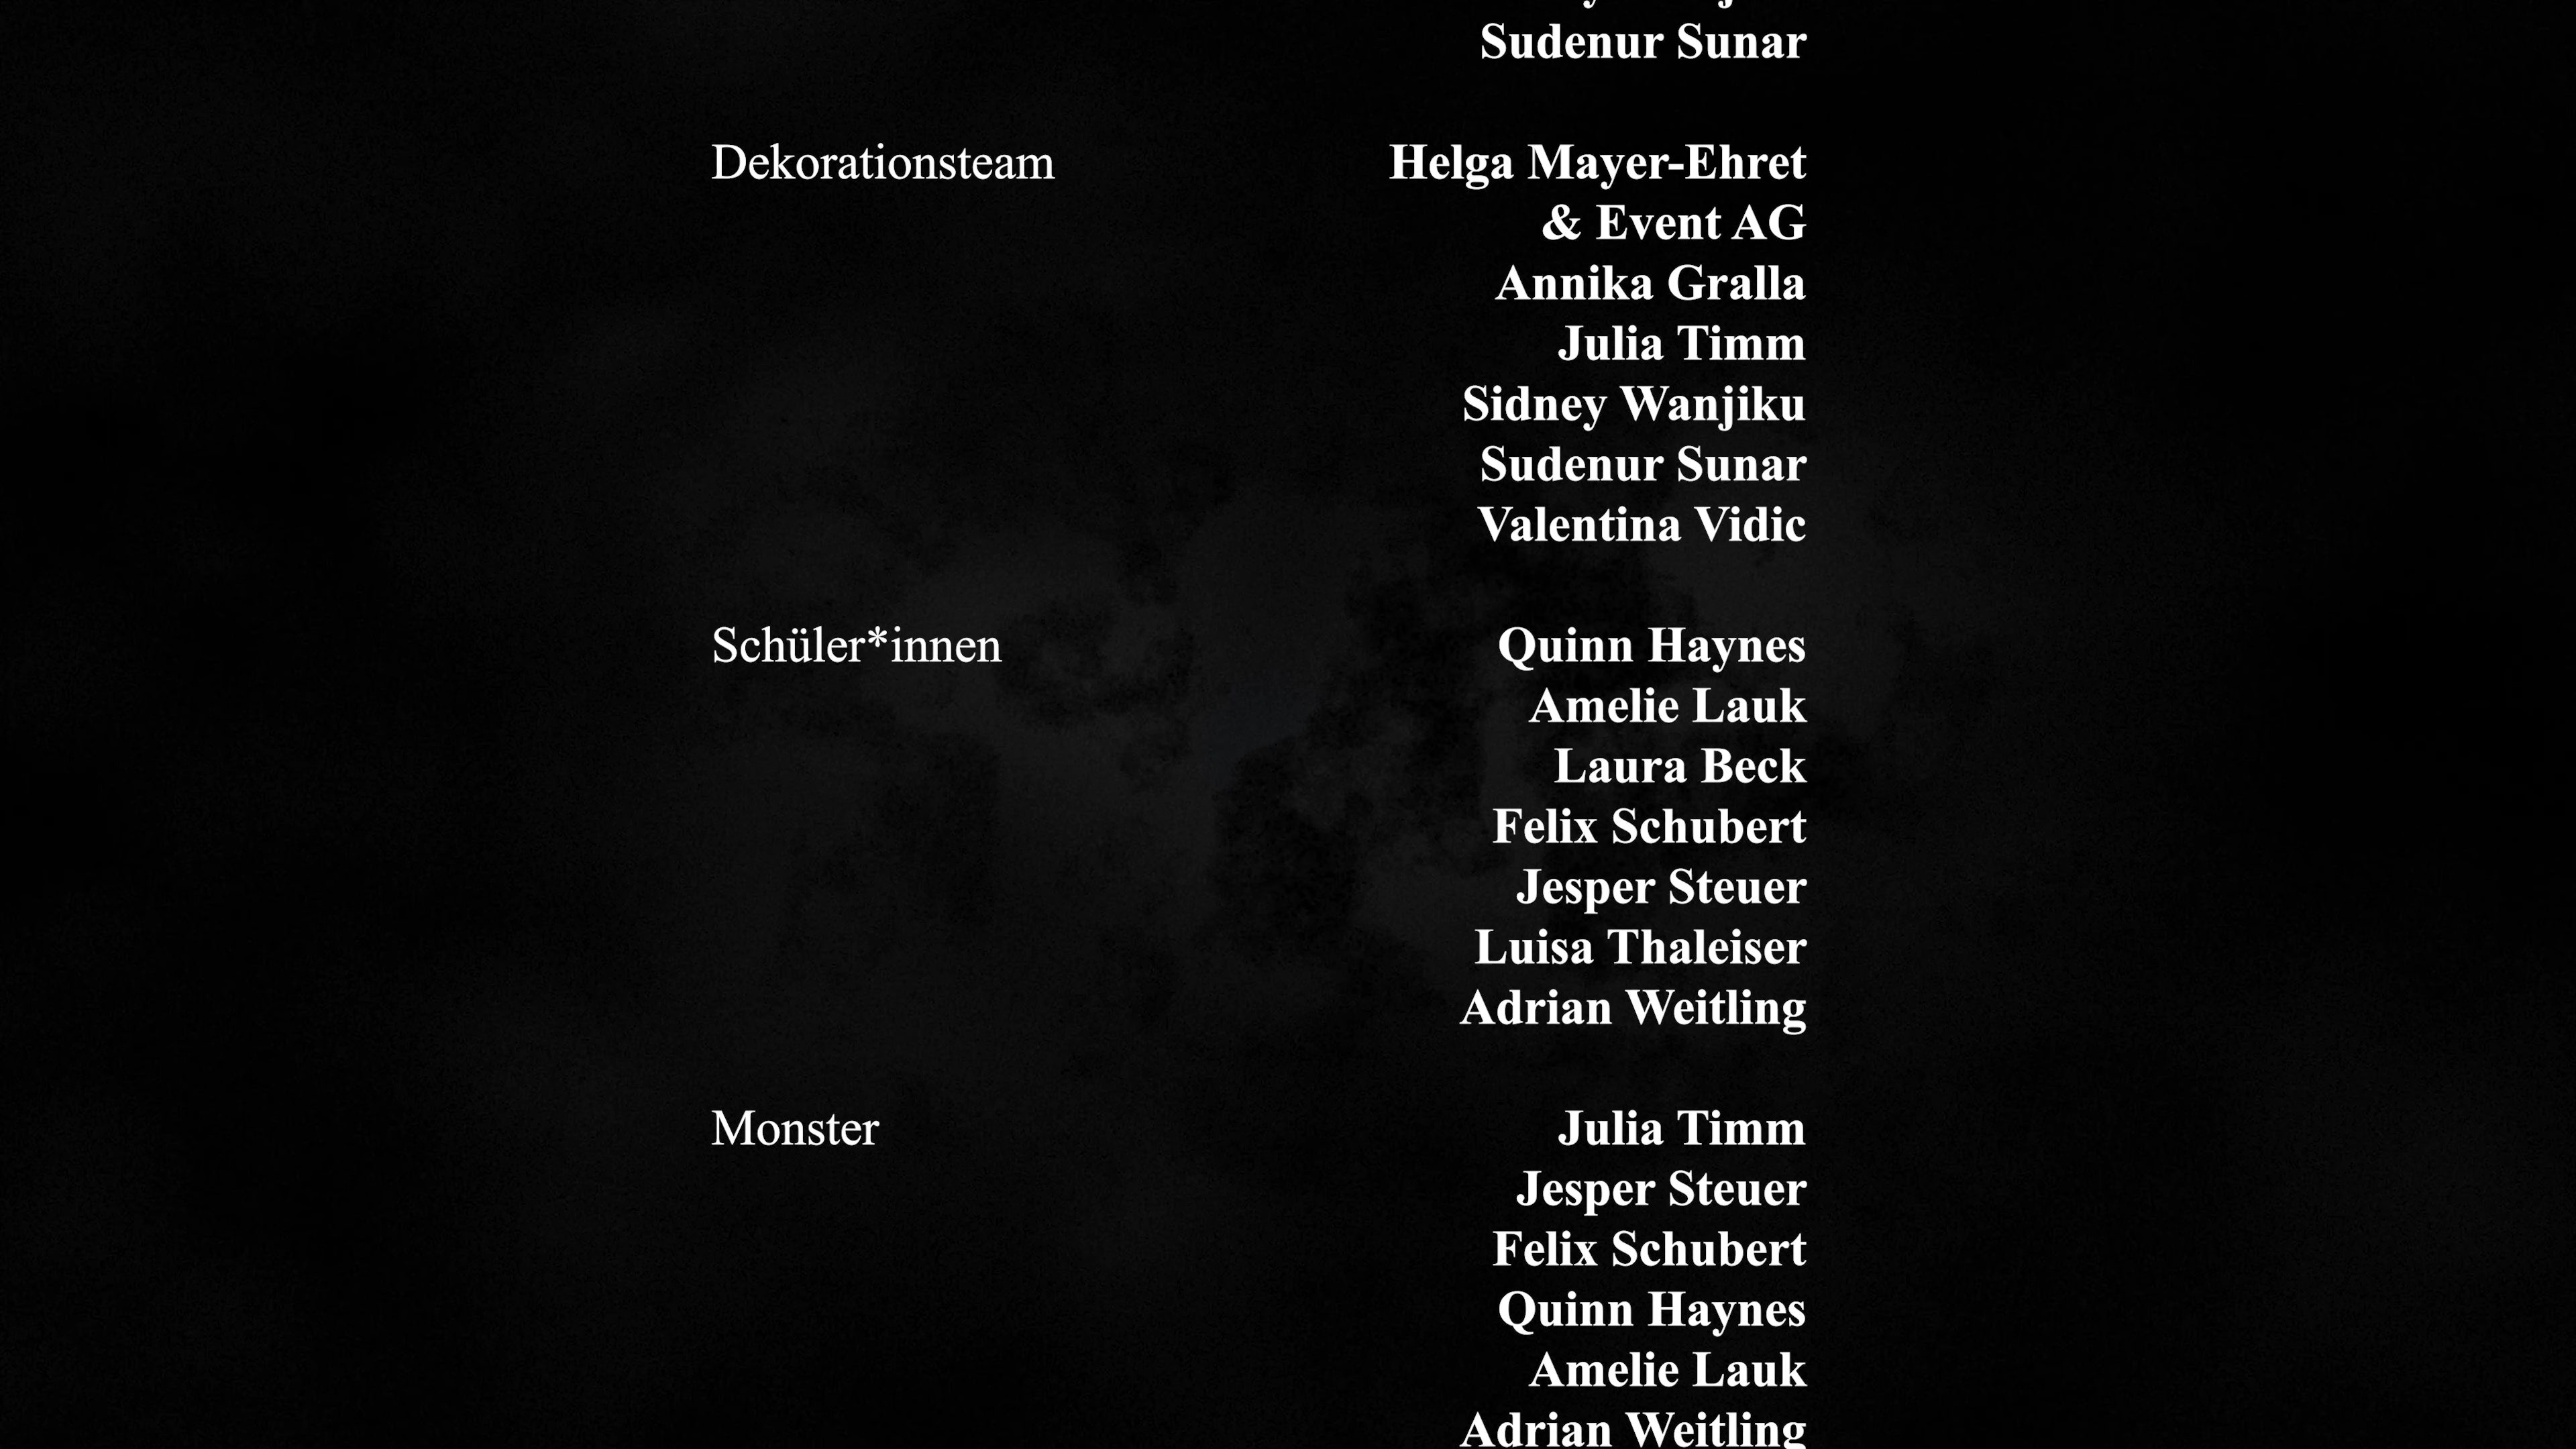 Sudenur Sunar
Dekorationsteam Helga Mayer-Ehret
& Event AG
Annika Gralla
Julia Timm
Sidney Wanjiku
Sudenur Sunar
Valentina Vidic
Schüler*innen Quinn Haynes
Amelie Lauk
Laura Beck
Felix Schubert
Jesper Steuer
Luisa Thaleiser
Adrian Weitling
Monster Julia Timm
Jesper Steuer
Felix Schubert
Quinn Haynes
Amelie Lauk
Adrian Weitling